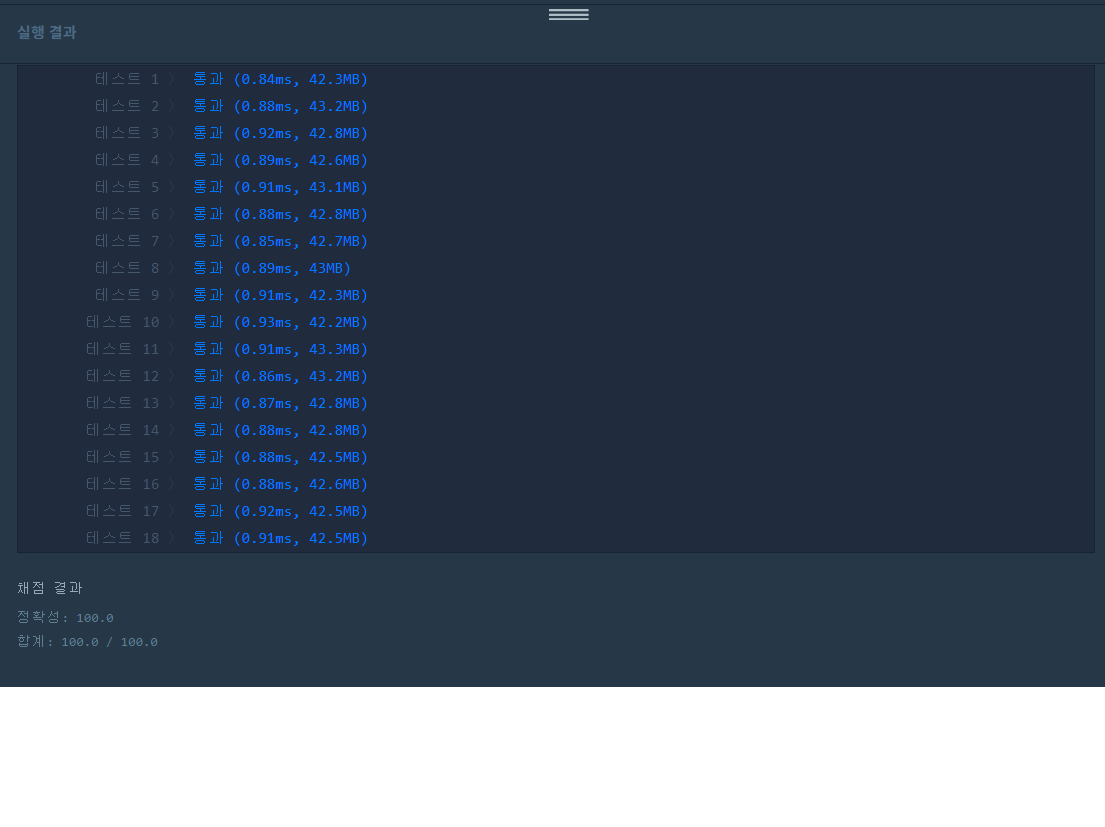 실행 결과
테스트 1 〉 통과 (0.84ms, 42.3MB)
테스트 2 〉 통과 (0.88ms, 43.2MB)
테스트 3 〉 통과 (0.92ms, 42.8MB)
테스트 4 〉 통과 (0.89ms, 42.6MB)
테스트 5 〉 통과 (0.91ms, 43.1MB)
테스트 6 〉 통과 (0.88ms, 42.8MB)
테스트 7 〉 통과 (0.85ms, 42.7MB)
테스트 8 〉 통과 (0.89ms, 43MB)
테스트 9 〉 통과 (0.91ms, 42.3MB)
테스트 10 〉 통과 (0.93ms, 42.2MB)
테스트 11 〉 통과 (0.91ms, 43.3MB)
테스트 12 〉 통과 (0.86ms, 43.2MB)
테스트 13 〉 통과 (0.87ms, 42.8MB)
테스트 14 〉 통과 (0.88ms, 42.8MB)
테스트 15 〉 통과 (0.88ms, 42.5MB)
테스트 16 〉 통과 (0.88ms, 42.6MB)
테스트 17 〉 통과 (0.92ms, 42.5MB)
테스트 18 〉 통과 (0.91ms, 42.5MB)
채점 결과
정확성: 100.0
합계: 100.0 / 100.0